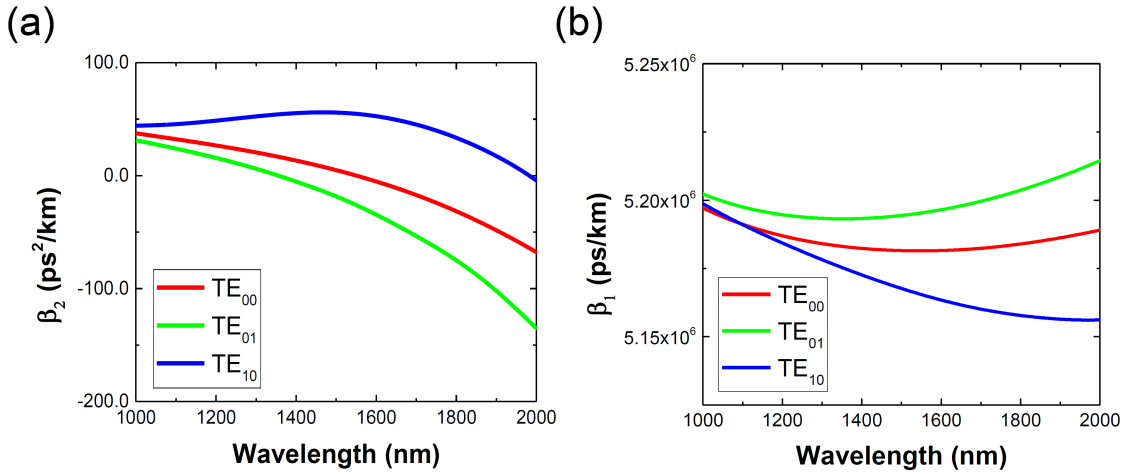 (a)
β₂ (ps²/km)
100.0
0.0
-100.0
-200.0
TE₀₀
TE₀₁
TE₁₀
1000 1200 1400 1600 1800 2000
Wavelength (nm)
(b)
β₁ (ps/km)
5.25x10⁶
5.20x10⁶
5.15x10⁶
TE₀₀
TE₀₁
TE₁₀
1000 1200 1400 1600 1800 2000
Wavelength (nm)